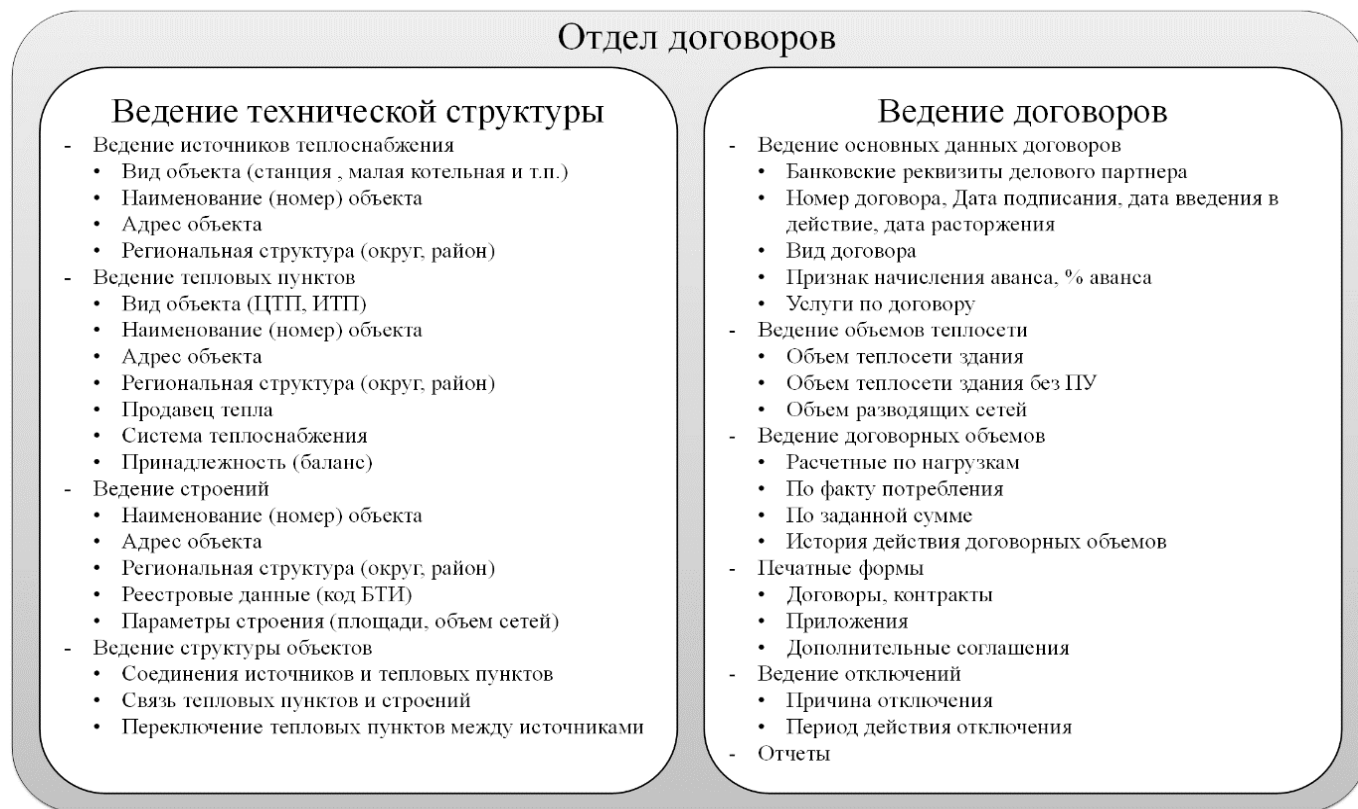 Отдел договоров
Ведение технической структуры
- Ведение источников теплоснабжения
• Вид объекта (станция , малая котельная и т.п.)
• Наименование (номер) объекта
• Адрес объекта
• Региональная структура (округ, район)
- Ведение тепловых пунктов
• Вид объекта (ЦТП, ИТП)
• Наименование (номер) объекта
• Адрес объекта
• Региональная структура (округ, район)
• Продавец тепла
• Система теплоснабжения
• Принадлежность (баланс)
- Ведение строений
• Наименование (номер) объекта
• Адрес объекта
• Региональная структура (округ, район)
• Реестровые данные (код БТИ)
• Параметры строения (площади, объем сетей)
- Ведение структуры объектов
• Соединения источников и тепловых пунктов
• Связь тепловых пунктов и строений
• Переключение тепловых пунктов между источниками
Ведение договоров
- Ведение основных данных договоров
• Банковские реквизиты делового партнера
• Номер договора, Дата подписания, дата введения в
действие, дата расторжения
• Вид договора
• Признак начисления аванса, % аванса
• Услуги по договору
- Ведение объемов теплосети
• Объем теплосети здания
• Объем теплосети здания без ПУ
• Объем разводящих сетей
- Ведение договорных объемов
• Расчетные по нагрузкам
• По факту потребления
• По заданной сумме
• История действия договорных объемов
- Печатные формы
• Договоры, контракты
• Приложения
• Дополнительные соглашения
- Ведение отключений
• Причина отключения
• Период действия отключения
- Отчеты